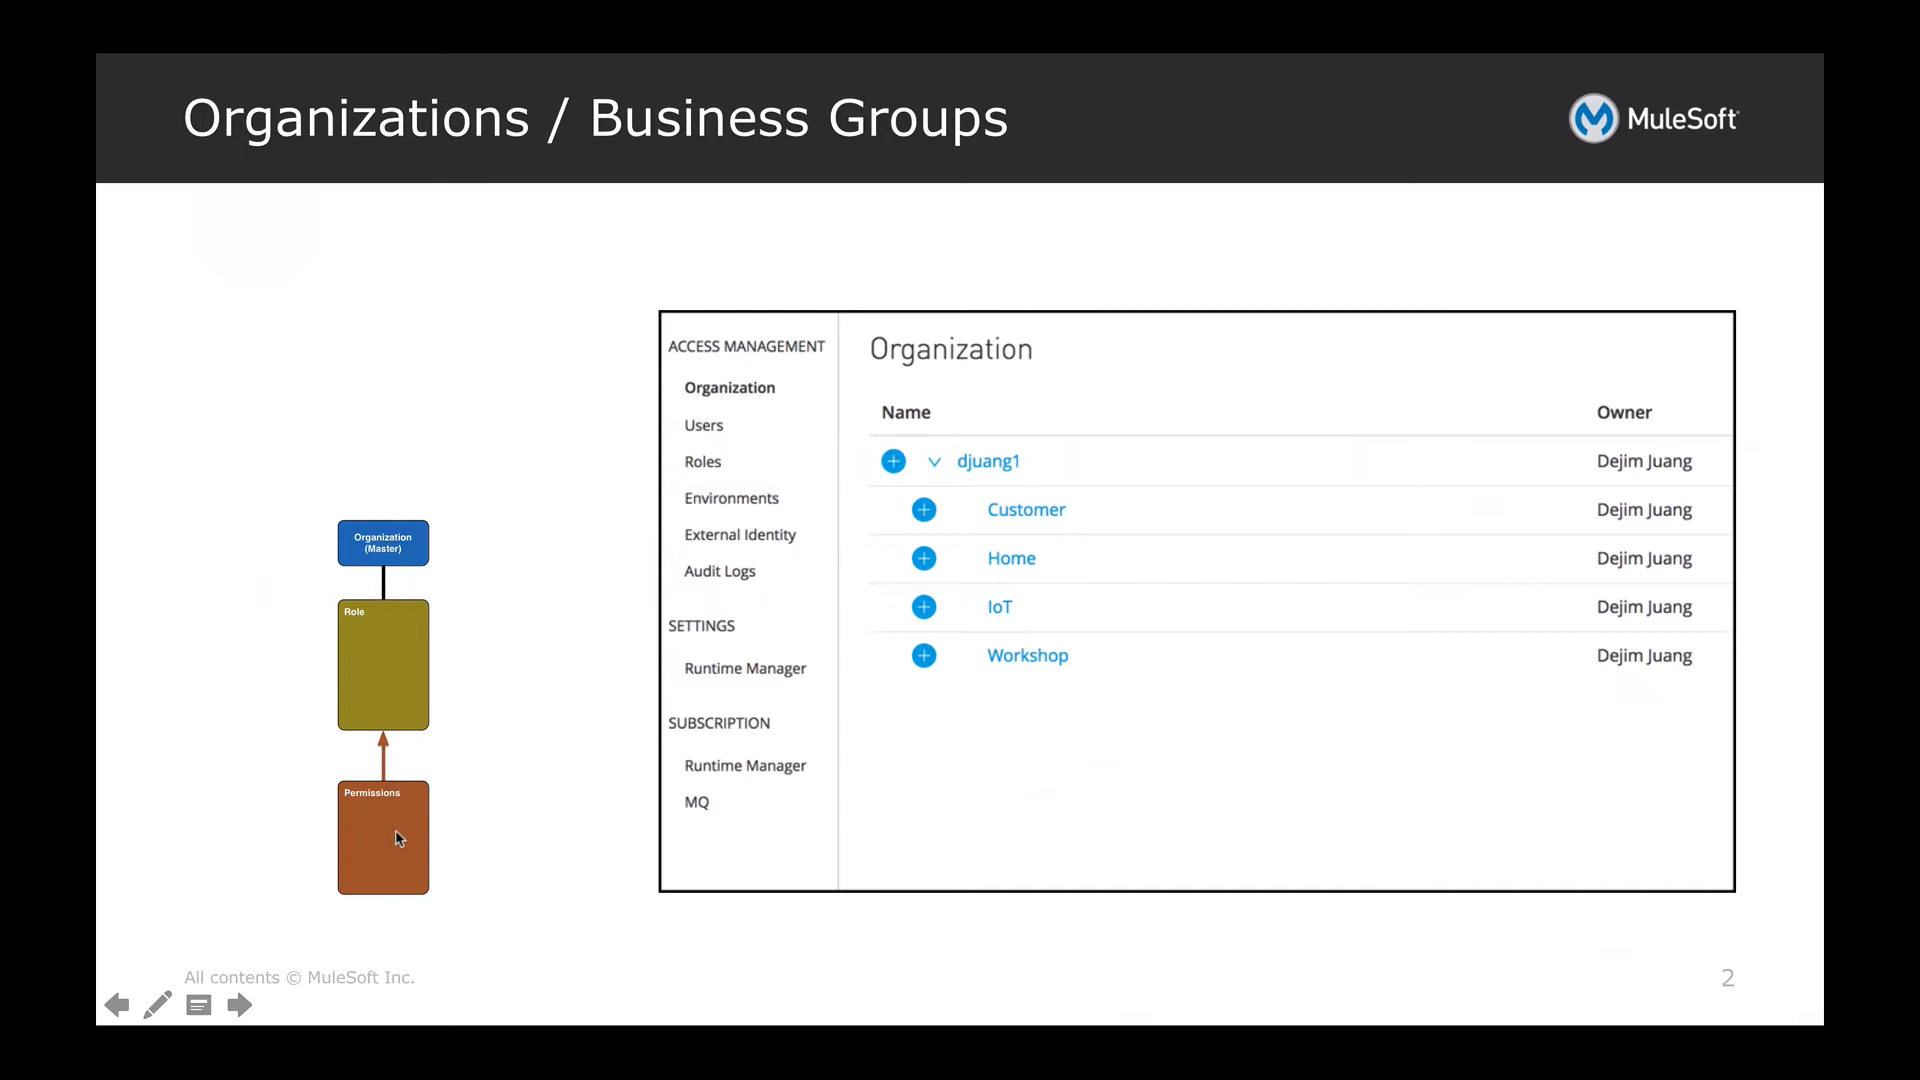 Organizations / Business Groups
MuleSoft
Organization
(Master)
Role
Permissions
ACCESS MANAGEMENT
Organization
Users
Roles
Environments
External Identity
Audit Logs
SETTINGS
Runtime Manager
SUBSCRIPTION
Runtime Manager
MQ
Organization
Name Owner
djuang1 Dejim Juang
Customer Dejim Juang
Home Dejim Juang
IoT Dejim Juang
Workshop Dejim Juang
All contents © MuleSoft Inc.
2